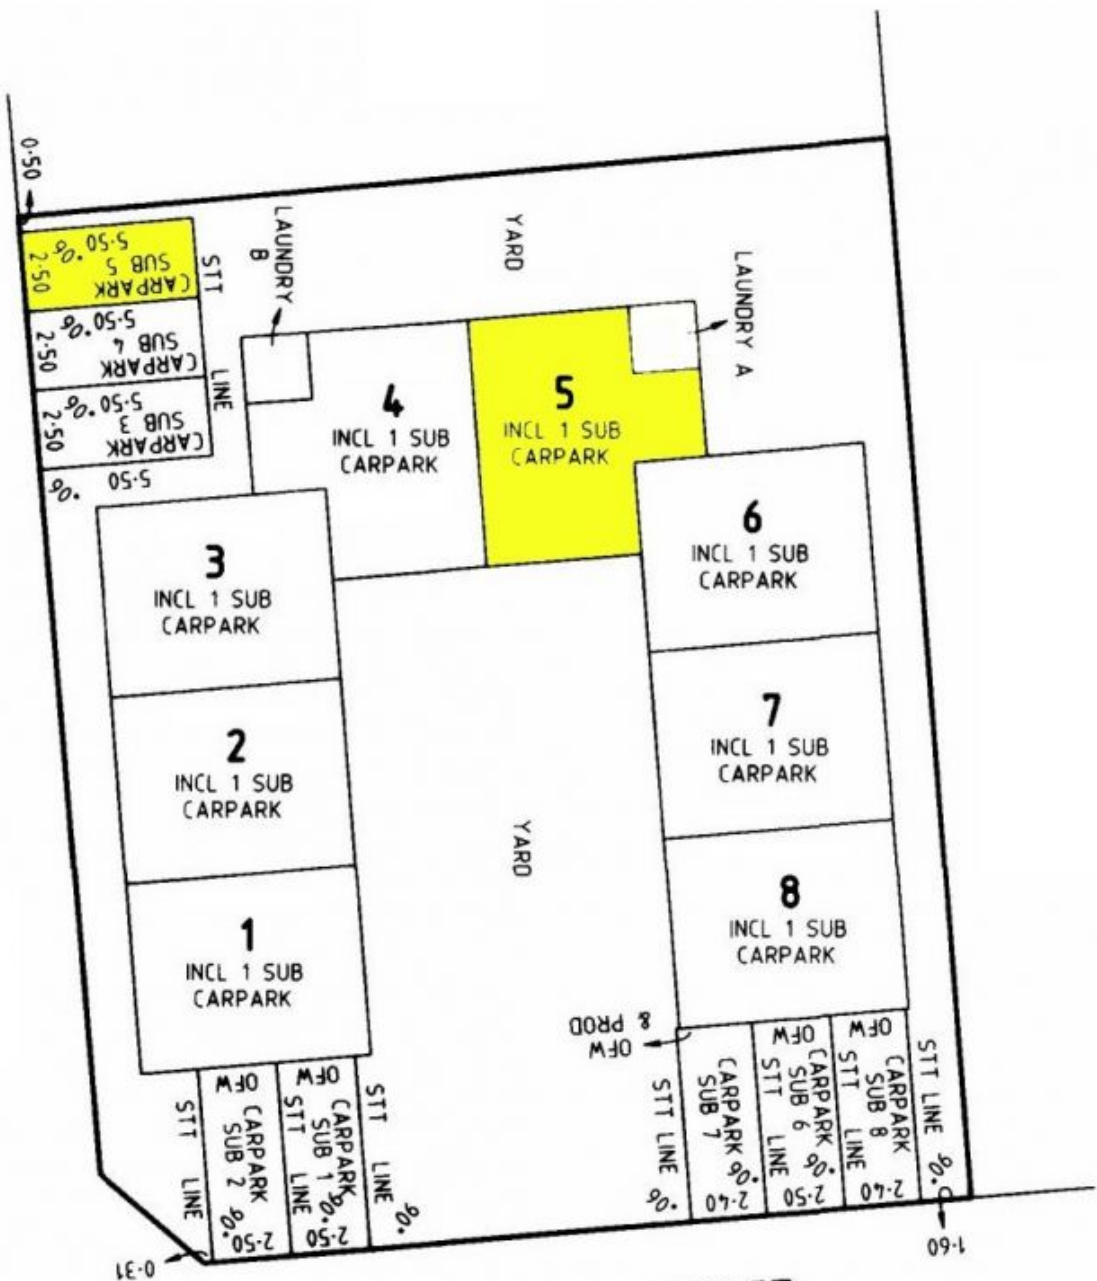 0·50
5·50
90°
2·50
CARPARK
SUB 5
STT
LINE
5·50
90°
2·50
CARPARK
SUB 4
5·50
90°
2·50
CARPARK
SUB 3
5·50
90°
LAUNDRY
B
YARD
LAUNDRY A
4
INCL 1 SUB
CARPARK
5
INCL 1 SUB
CARPARK
3
INCL 1 SUB
CARPARK
6
INCL 1 SUB
CARPARK
2
INCL 1 SUB
CARPARK
7
INCL 1 SUB
CARPARK
YARD
1
INCL 1 SUB
CARPARK
8
INCL 1 SUB
CARPARK
OFW
& PROD
STT LINE
OFW
CARPARK
SUB 2
90°
2·50
STT LINE
OFW
CARPARK
SUB 1
90°
2·50
STT LINE
90°
0·31
STT LINE
90°
CARPARK
SUB 7
90°
2·40
OFW
STT LINE
CARPARK
SUB 6
90°
2·50
OFW
STT LINE
CARPARK
SUB 8
2·40
STT LINE
90°
1·60